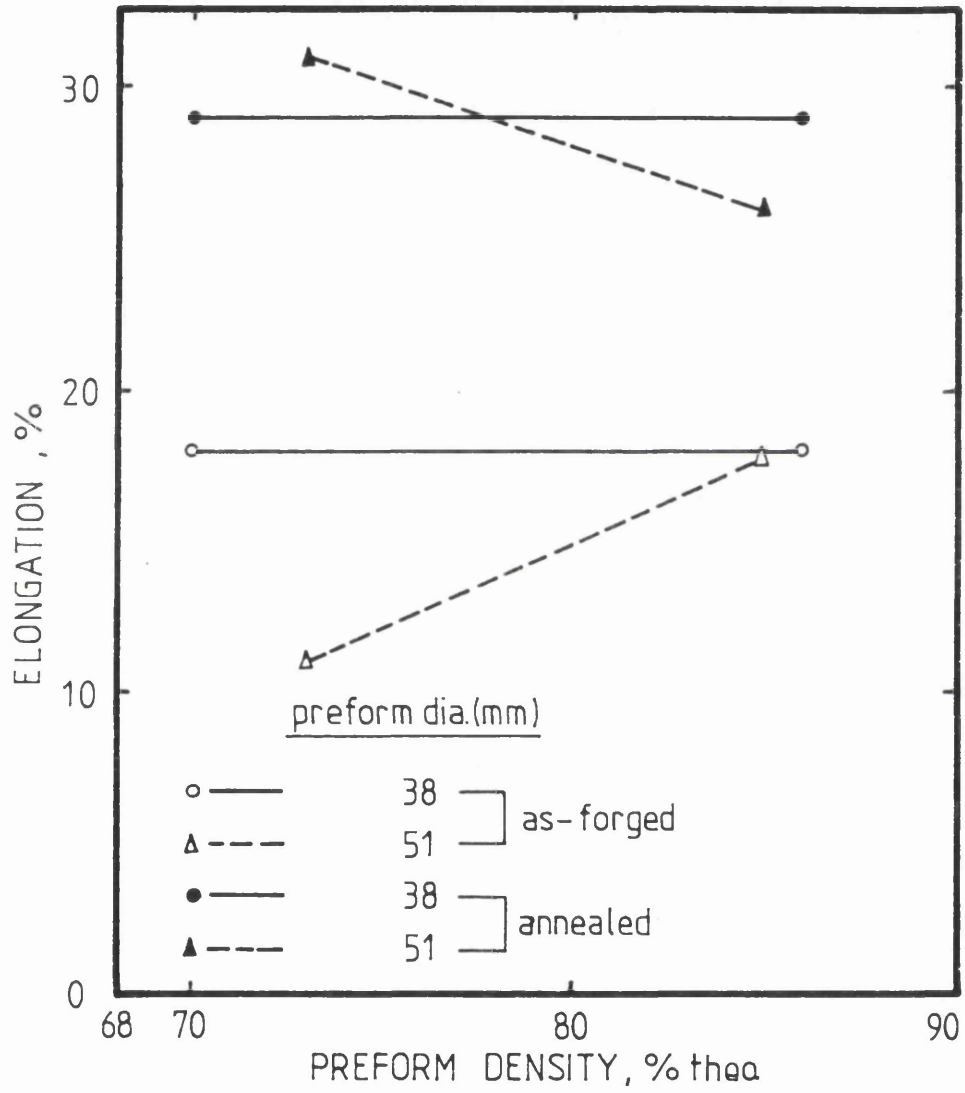 30
20
10
0
ELONGATION , %
preform dia.(mm)
38
51
as-forged
38
51
annealed
68 70 80 90
PREFORM DENSITY, % theo